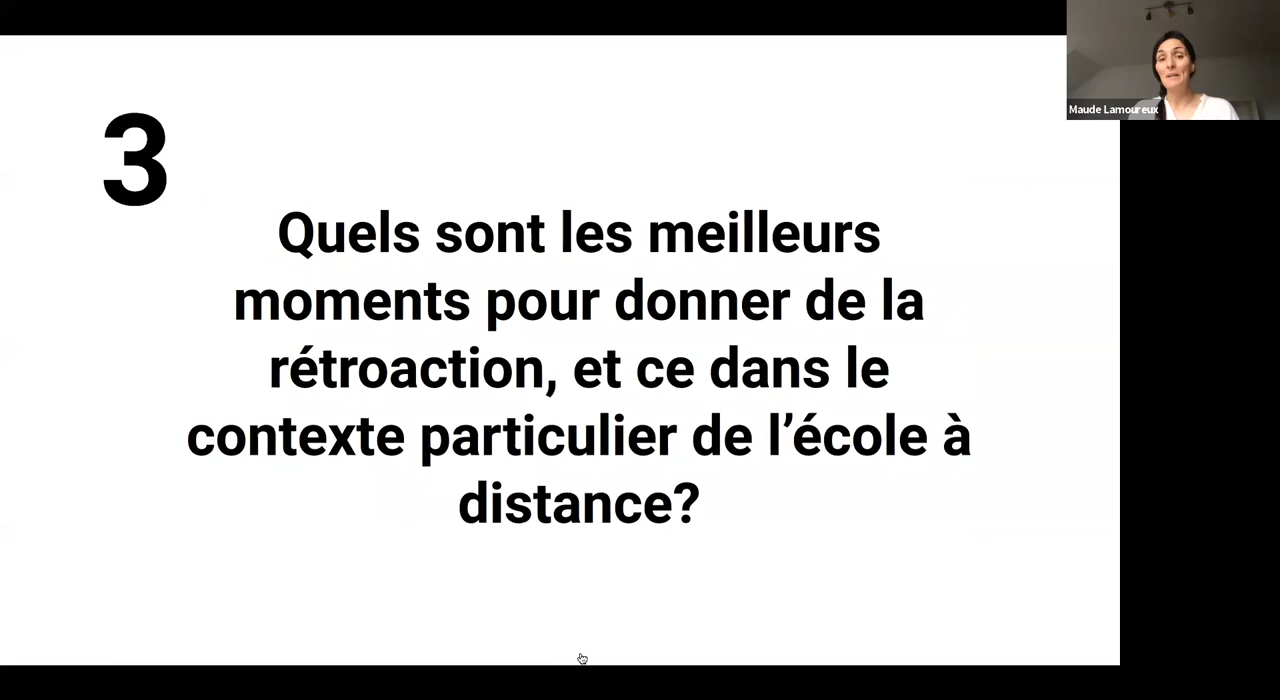 Maude Lamoureux
3
Quels sont les meilleurs
moments pour donner de la
rétroaction, et ce dans le
contexte particulier de l’école à
distance?